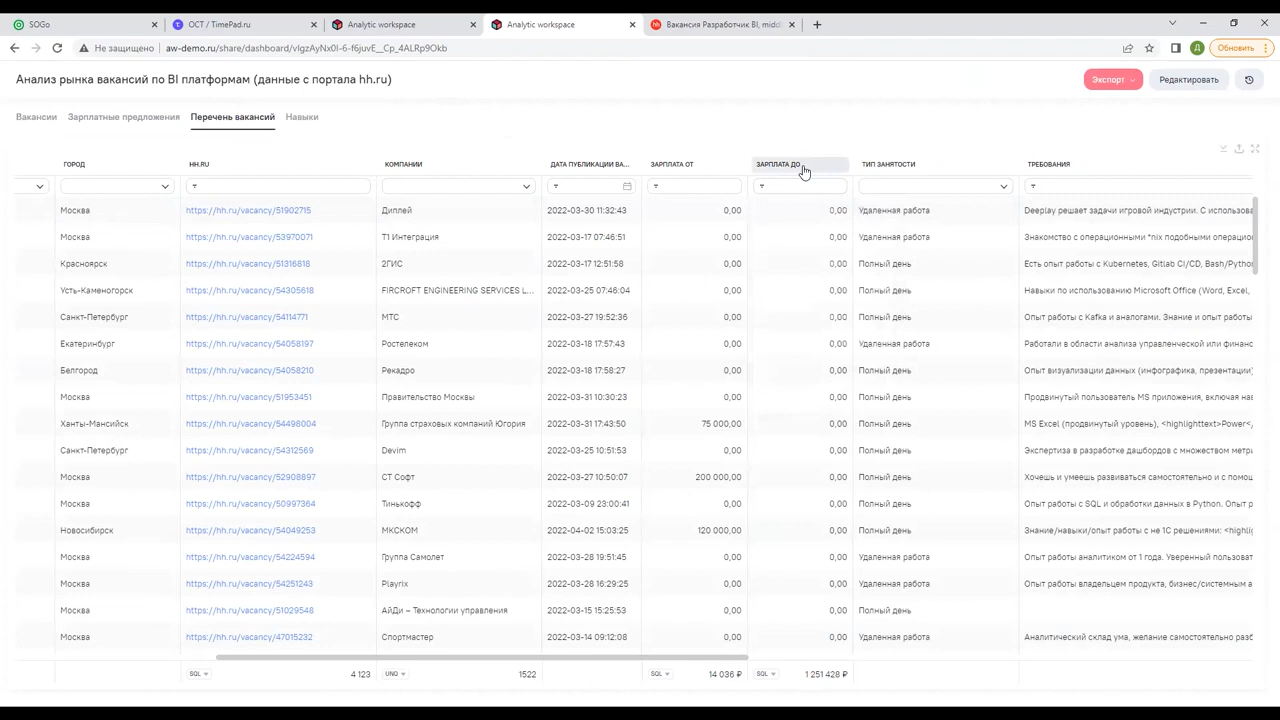 SOGo
ОСТ / TimePad.ru
Analytic workspace
Analytic workspace
Вакансия Разработчик BI, midd
Не защищено
aw-demo.ru/share/dashboard/vIgzAyNx0I-6-f6juvE__Cp_4ALRp9Okb
Д
Обновить
Анализ рынка вакансий по BI платформам (данные с портала hh.ru)
Экспорт
Редактировать
Вакансии Зарплатные предложения Перечень вакансий Навыки
ГОРОД HH.RU КОМПАНИИ ДАТА ПУБЛИКАЦИИ ВА... ЗАРПЛАТА ОТ ЗАРПЛАТА ДО ТИП ЗАНЯТОСТИ ТРЕБОВАНИЯ
Москва https://hh.ru/vacancy/51902715 Диплей 2022-03-30 11:32:43 0,00 0,00 Удаленная работа Deeplay решает задачи игровой индустрии. С использова
Москва https://hh.ru/vacancy/53970071 Т1 Интеграция 2022-03-17 07:46:51 0,00 0,00 Удаленная работа Знакомство с операционными *nix подобными операцио
Красноярск https://hh.ru/vacancy/51316818 2ГИС 2022-03-17 12:51:58 0,00 0,00 Полный день Есть опыт работы с Kubernetes, Gitlab CI/CD, Bash/Python
Усть-Каменогорск https://hh.ru/vacancy/54305618 FIRCROFT ENGINEERING SERVICES L... 2022-03-25 07:46:04 0,00 0,00 Полный день Навыки по использованию Microsoft Office (Word, Excel,
Санкт-Петербург https://hh.ru/vacancy/54114771 МТС 2022-03-27 19:52:36 0,00 0,00 Полный день Опыт работы с Kafka и аналогами. Знание и опыт работы
Екатеринбург https://hh.ru/vacancy/54058197 Ростелеком 2022-03-18 17:57:43 0,00 0,00 Удаленная работа Работали в области анализа управленческой или финанс
Белгород https://hh.ru/vacancy/54058210 Рекадро 2022-03-18 17:58:27 0,00 0,00 Полный день Опыт визуализации данных (инфографика, презентации)
Москва https://hh.ru/vacancy/51953451 Правительство Москвы 2022-03-31 10:30:23 0,00 0,00 Полный день Продвинутый пользователь MS приложения, включая нав
Ханты-Мансийск https://hh.ru/vacancy/54498004 Группа страховых компаний Югория 2022-03-31 17:43:50 75 000,00 0,00 Полный день MS Excel (продвинутый уровень), <highlighttext>Power</
Санкт-Петербург https://hh.ru/vacancy/54312569 Devim 2022-03-25 10:51:53 0,00 0,00 Полный день Экспертиза в разработке дашбордов с множеством метри
Москва https://hh.ru/vacancy/52908897 СТ Софт 2022-03-27 10:50:07 200 000,00 0,00 Полный день Хочешь и умеешь развиваться самостоятельно и с помощ
Москва https://hh.ru/vacancy/50997364 Тинькофф 2022-03-09 23:00:41 0,00 0,00 Полный день Опыт работы с SQL и обработки данных в Python. Опыт р
Новосибирск https://hh.ru/vacancy/54049253 МКСКОМ 2022-04-02 15:03:25 120 000,00 0,00 Полный день Знание/навыки/опыт работы с не 1С решениями: <highli
Москва https://hh.ru/vacancy/54224594 Группа Самолет 2022-03-28 19:51:45 0,00 0,00 Удаленная работа Опыт работы аналитиком от 1 года. Уверенный пользоват
Москва https://hh.ru/vacancy/54251243 Playrix 2022-03-28 16:29:25 0,00 0,00 Удаленная работа Опыт работы владельцем продукта, бизнес/системным а
Москва https://hh.ru/vacancy/51029548 АйДи – Технологии управления 2022-03-15 15:25:53 0,00 0,00 Полный день
Москва https://hh.ru/vacancy/47015232 Спортмастер 2022-03-14 09:12:08 0,00 0,00 Удаленная работа Аналитический склад ума, желание самостоятельно разб
SQL 4 123 UNQ 1522 SQL 14 036 ₽ SQL 1 251 428 ₽